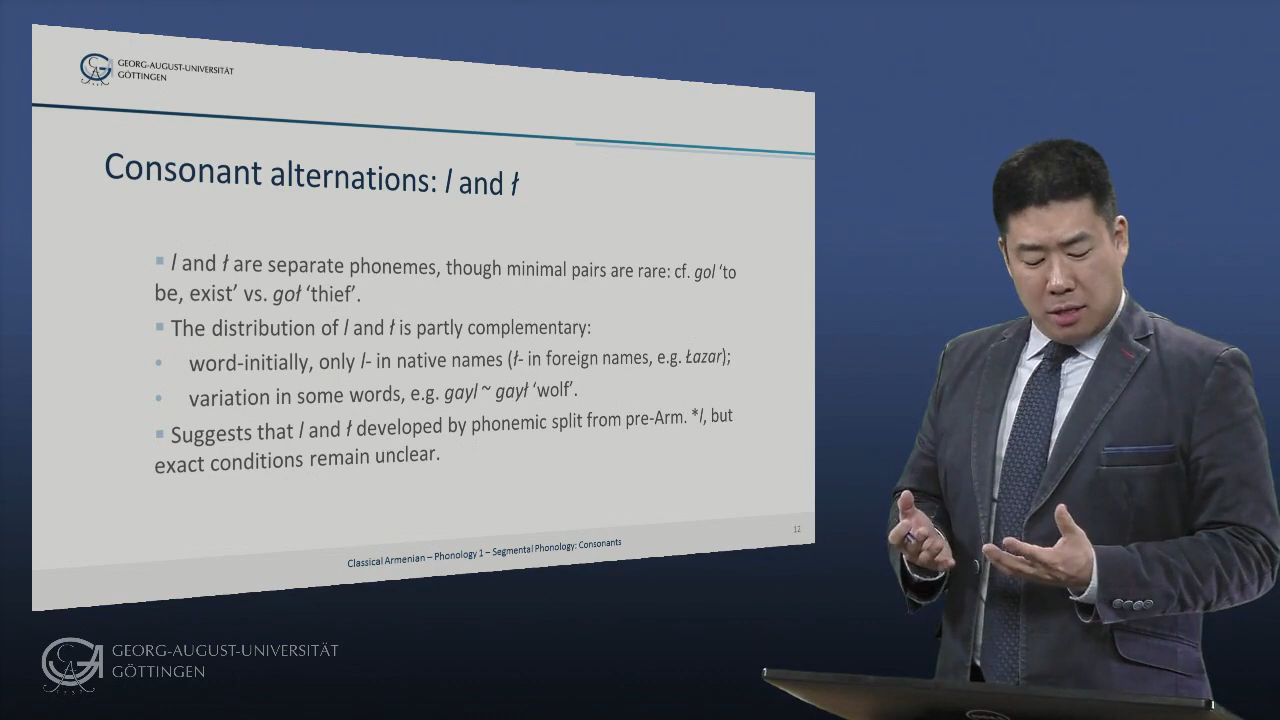 GEORG-AUGUST-UNIVERSITÄT
GÖTTINGEN
Consonant alternations: l and ł
l and ł are separate phonemes, though minimal pairs are rare: cf. gol ‘to
be, exist’ vs. goł ‘thief’.
The distribution of l and ł is partly complementary:
word-initially, only l- in native names (ł- in foreign names, e.g. Łazar);
variation in some words, e.g. gayl ~ gaył ‘wolf’.
Suggests that l and ł developed by phonemic split from pre-Arm. *l, but
exact conditions remain unclear.
12
Classical Armenian – Phonology 1 – Segmental Phonology: Consonants
GEORG-AUGUST-UNIVERSITÄT
GÖTTINGEN